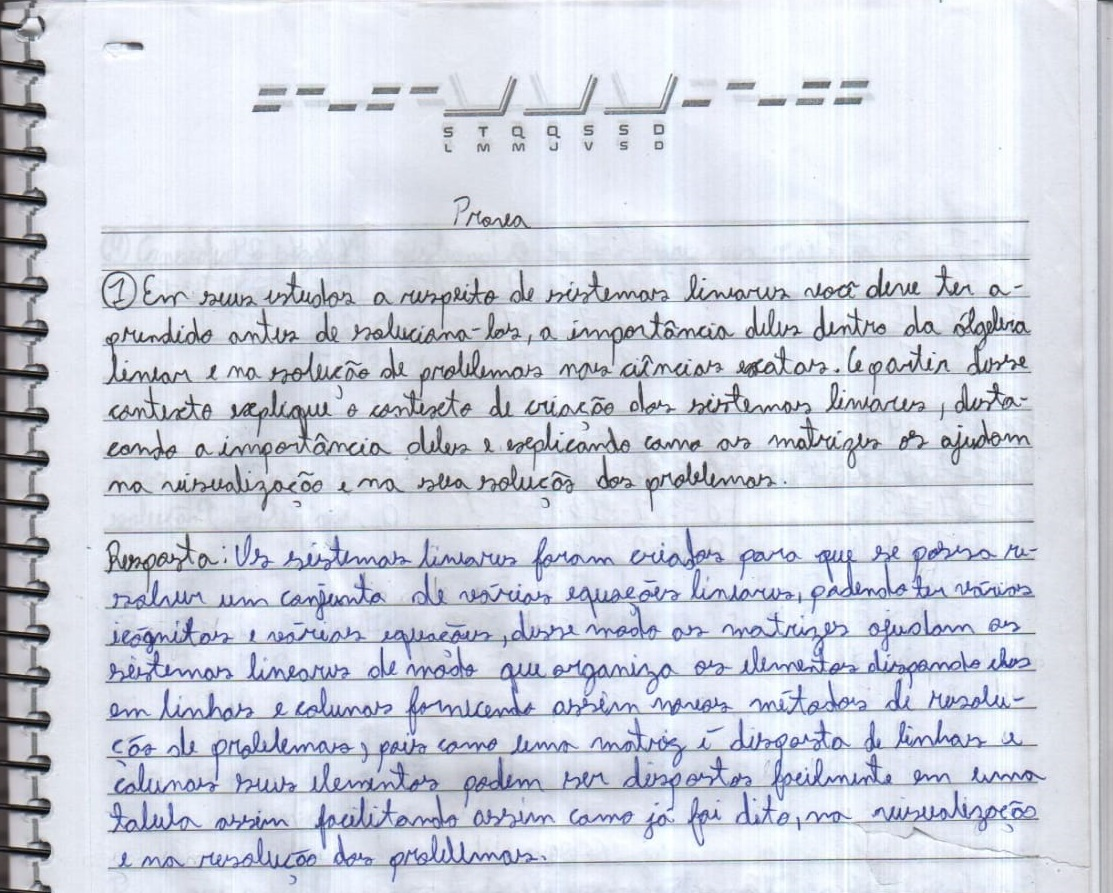 S T Q Q S S D
L M M J V S D
Prova
① Em seus estudos a respeito de sistemas lineares você deve ter a-
prendido antes de soluciona-los, a importância deles dentro da álgebra
linear e na solução de problemas nas ciências exatas. A partir desse
contexto explique o contexto de criação dos sistemas lineares, desta-
cando a importância deles e explicando como as matrizes os ajudam
na visualização e na sua solução dos problemas.
Resposta: Os sistemas lineares foram criados para que se possa re-
solver um conjunto de várias equações lineares, podendo ter várias
icógnitas e várias equações, desse modo as matrizes ajudam os
sistemas lineares de modo que organiza os elementos dispondo elos
em linhas e colunas fornecendo assim novos métodos de resolu-
ção de problemas, pois como uma matriz é disposta de linhas e
colunas seus elementos podem ser dispostos facilmente em uma
tabela assim facilitando assim como já foi dito, na visualização
e na resolução dos problemas.